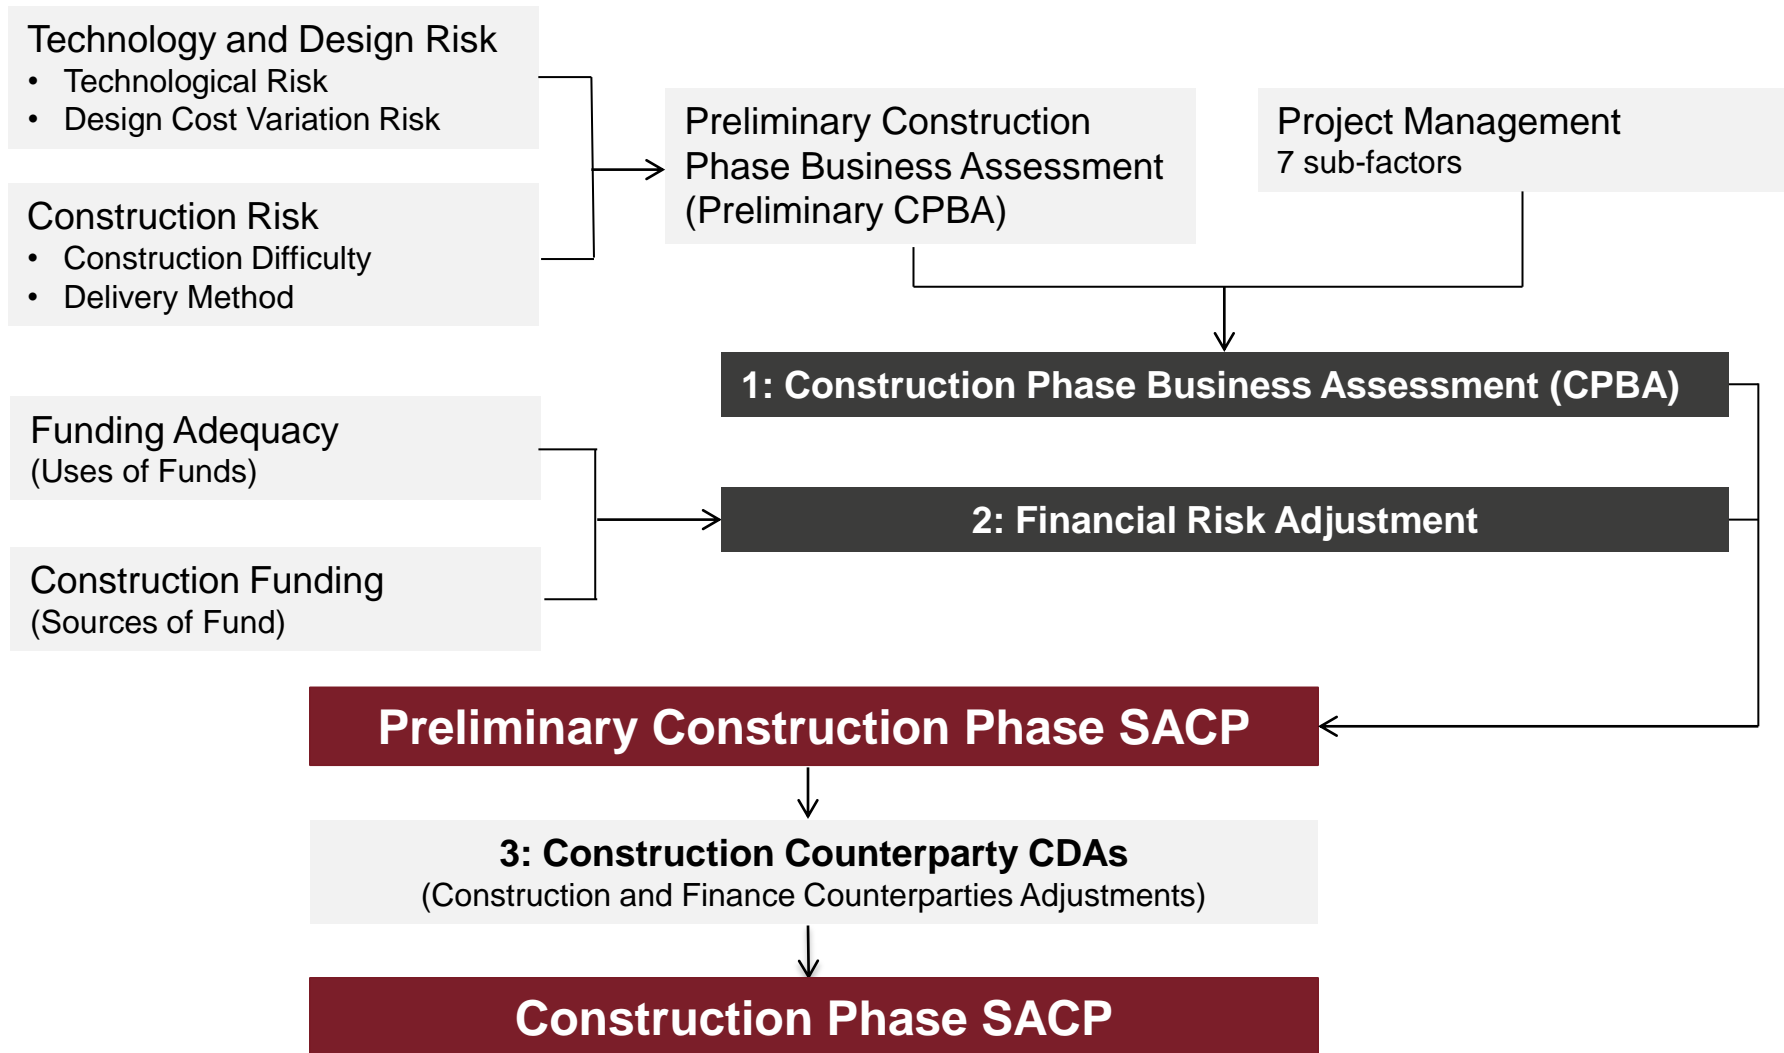 Technology and Design Risk
• Technological Risk
• Design Cost Variation Risk
Construction Risk
• Construction Difficulty
• Delivery Method
Preliminary Construction
Phase Business Assessment
(Preliminary CPBA)
Project Management
7 sub-factors
1: Construction Phase Business Assessment (CPBA)
Funding Adequacy
(Uses of Funds)
Construction Funding
(Sources of Fund)
2: Financial Risk Adjustment
Preliminary Construction Phase SACP
3: Construction Counterparty CDAs
(Construction and Finance Counterparties Adjustments)
Construction Phase SACP